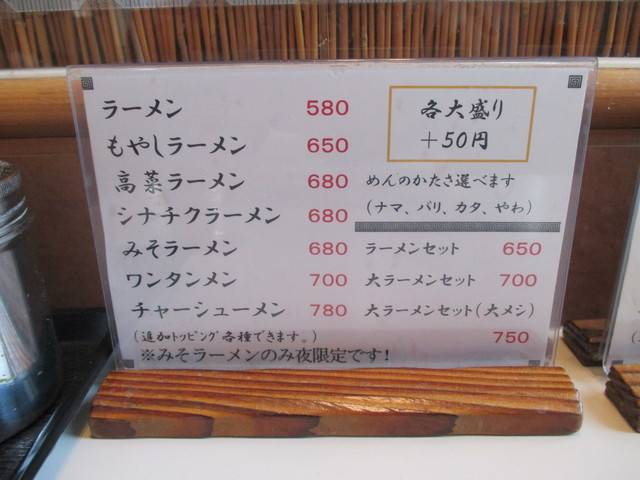 ラーメン 580
もやしラーメン 650
高菜ラーメン 680
シナチクラーメン 680
みそラーメン 680
ワンタンメン 700
チャーシューメン 780
(追加トッピング各種できます。)
※みそラーメンのみ夜限定です!
各大盛り
+50円
めんのかたさ選べます
(ナマ、バリ、カタ、やわ)
ラーメンセット 650
大ラーメンセット 700
大ラーメンセット(大メシ)
750